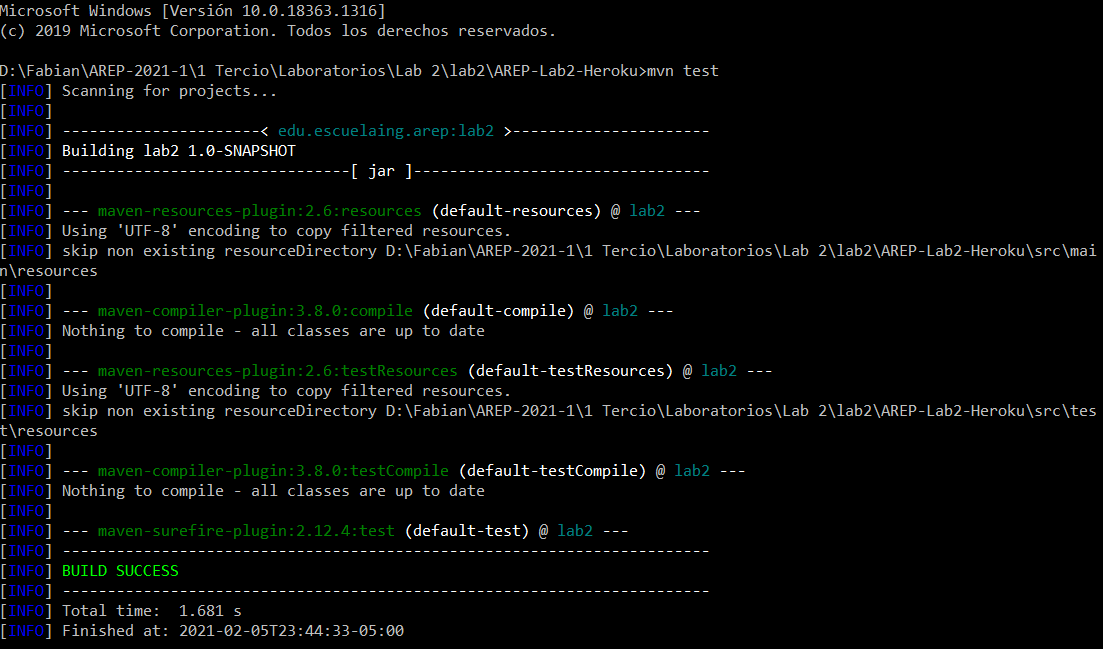 Microsoft Windows [Versión 10.0.18363.1316]
(c) 2019 Microsoft Corporation. Todos los derechos reservados.
D:\Fabian\AREP-2021-1\1 Tercio\Laboratorios\Lab 2\lab2\AREP-Lab2-Heroku>mvn test
[INFO] Scanning for projects...
[INFO]
[INFO] ----------------------< edu.escuelaing.arep:lab2 >----------------------
[INFO] Building lab2 1.0-SNAPSHOT
[INFO] --------------------------------[ jar ]---------------------------------
[INFO]
[INFO] --- maven-resources-plugin:2.6:resources (default-resources) @ lab2 ---
[INFO] Using 'UTF-8' encoding to copy filtered resources.
[INFO] skip non existing resourceDirectory D:\Fabian\AREP-2021-1\1 Tercio\Laboratorios\Lab 2\lab2\AREP-Lab2-Heroku\src\mai
n\resources
[INFO]
[INFO] --- maven-compiler-plugin:3.8.0:compile (default-compile) @ lab2 ---
[INFO] Nothing to compile - all classes are up to date
[INFO]
[INFO] --- maven-resources-plugin:2.6:testResources (default-testResources) @ lab2 ---
[INFO] Using 'UTF-8' encoding to copy filtered resources.
[INFO] skip non existing resourceDirectory D:\Fabian\AREP-2021-1\1 Tercio\Laboratorios\Lab 2\lab2\AREP-Lab2-Heroku\src\tes
t\resources
[INFO]
[INFO] --- maven-compiler-plugin:3.8.0:testCompile (default-testCompile) @ lab2 ---
[INFO] Nothing to compile - all classes are up to date
[INFO]
[INFO] --- maven-surefire-plugin:2.12.4:test (default-test) @ lab2 ---
[INFO] ------------------------------------------------------------------------
[INFO] BUILD SUCCESS
[INFO] ------------------------------------------------------------------------
[INFO] Total time:  1.681 s
[INFO] Finished at: 2021-02-05T23:44:33-05:00